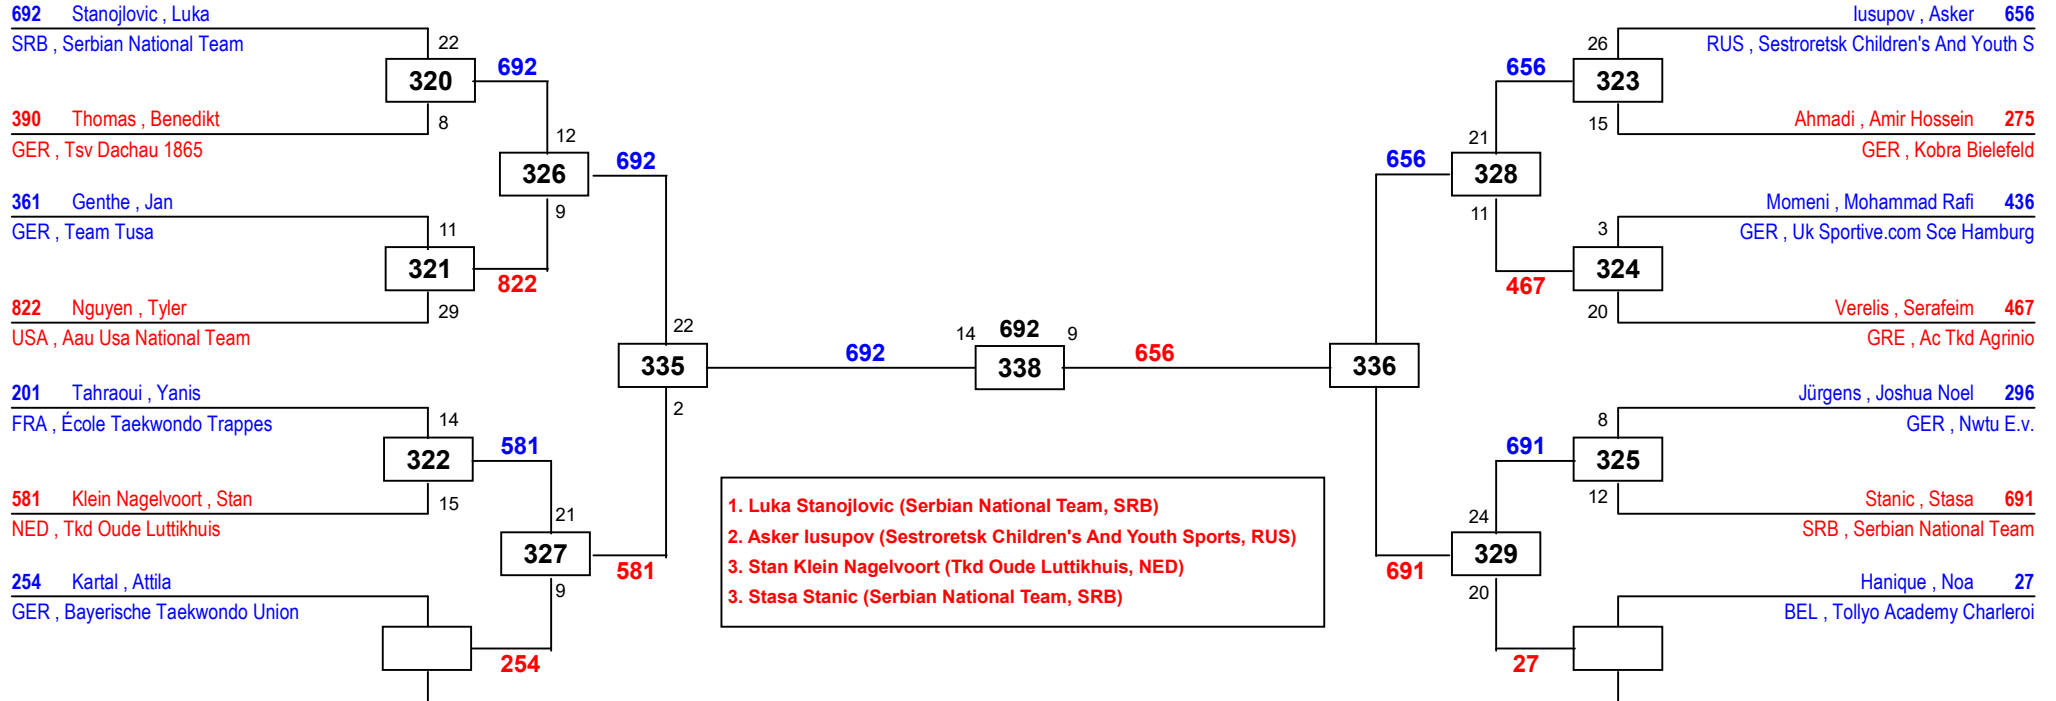 692 Stanojlovic , Luka
SRB , Serbian National Team
22
320
692
390 Thomas , Benedikt
8
GER , Tsv Dachau 1865
12
326
692
361 Genthe , Jan
9
GER , Team Tusa
11
321
822
822 Nguyen , Tyler
29
USA , Aau Usa National Team
22
335
692
2
201 Tahraoui , Yanis
FRA , École Taekwondo Trappes
14
322
581
581 Klein Nagelvoort , Stan
15
NED , Tkd Oude Luttikhuis
21
327
581
9
254 Kartal , Attila
GER , Bayerische Taekwondo Union
254
14 692 9
338
656
1. Luka Stanojlovic (Serbian National Team, SRB)
2. Asker Iusupov (Sestroretsk Children's And Youth Sports, RUS)
3. Stan Klein Nagelvoort (Tkd Oude Luttikhuis, NED)
3. Stasa Stanic (Serbian National Team, SRB)
Iusupov , Asker 656
RUS , Sestroretsk Children's And Youth S
26
656
323
15
Ahmadi , Amir Hossein 275
GER , Kobra Bielefeld
21
656
328
11
Momeni , Mohammad Rafi 436
GER , Uk Sportive.com Sce Hamburg
3
324
467
20
Verelis , Serafeim 467
GRE , Ac Tkd Agrinio
336
Jürgens , Joshua Noel 296
GER , Nwtu E.v.
8
691
325
12
Stanic , Stasa 691
SRB , Serbian National Team
24
329
691
20
Hanique , Noa 27
BEL , Tollyo Academy Charleroi
27